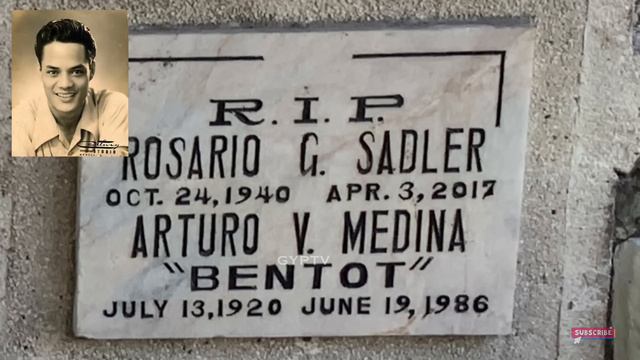 R.I.P.
ROSARIO G. SADLER
OCT. 24, 1940 APR. 3, 2017
ARTURO V. MEDINA
GYPTV
"BENTOT"
JULY 13, 1920 JUNE 19, 1986
SUBSCRIBE